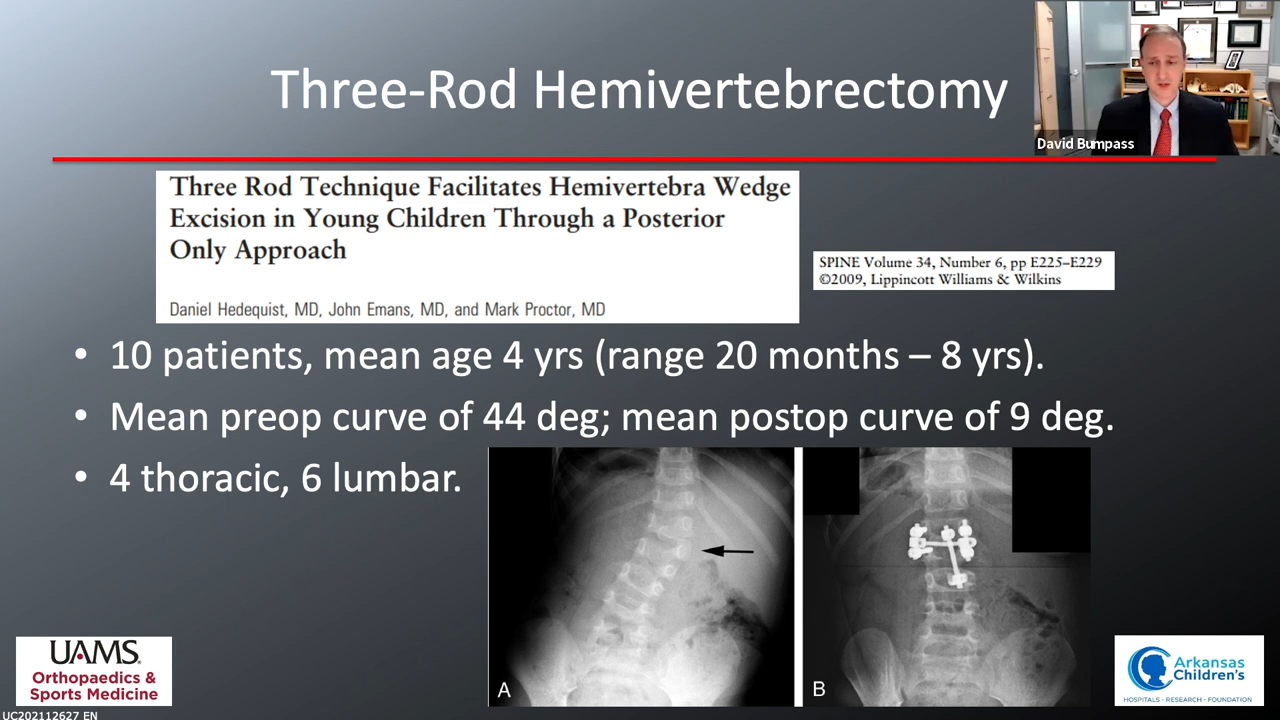 Three-Rod Hemivertebrectomy
David Bumpass
Three Rod Technique Facilitates Hemivertebra Wedge
Excision in Young Children Through a Posterior
Only Approach
Daniel Hedequist, MD, John Emans, MD, and Mark Proctor, MD
SPINE Volume 34, Number 6, pp E225–E229
©2009, Lippincott Williams & Wilkins
• 10 patients, mean age 4 yrs (range 20 months – 8 yrs).
• Mean preop curve of 44 deg; mean postop curve of 9 deg.
• 4 thoracic, 6 lumbar.
A
B
UAMS®
Orthopaedics &
Sports Medicine
Arkansas
Children's
HOSPITALS • RESEARCH • FOUNDATION
UC202112627 EN